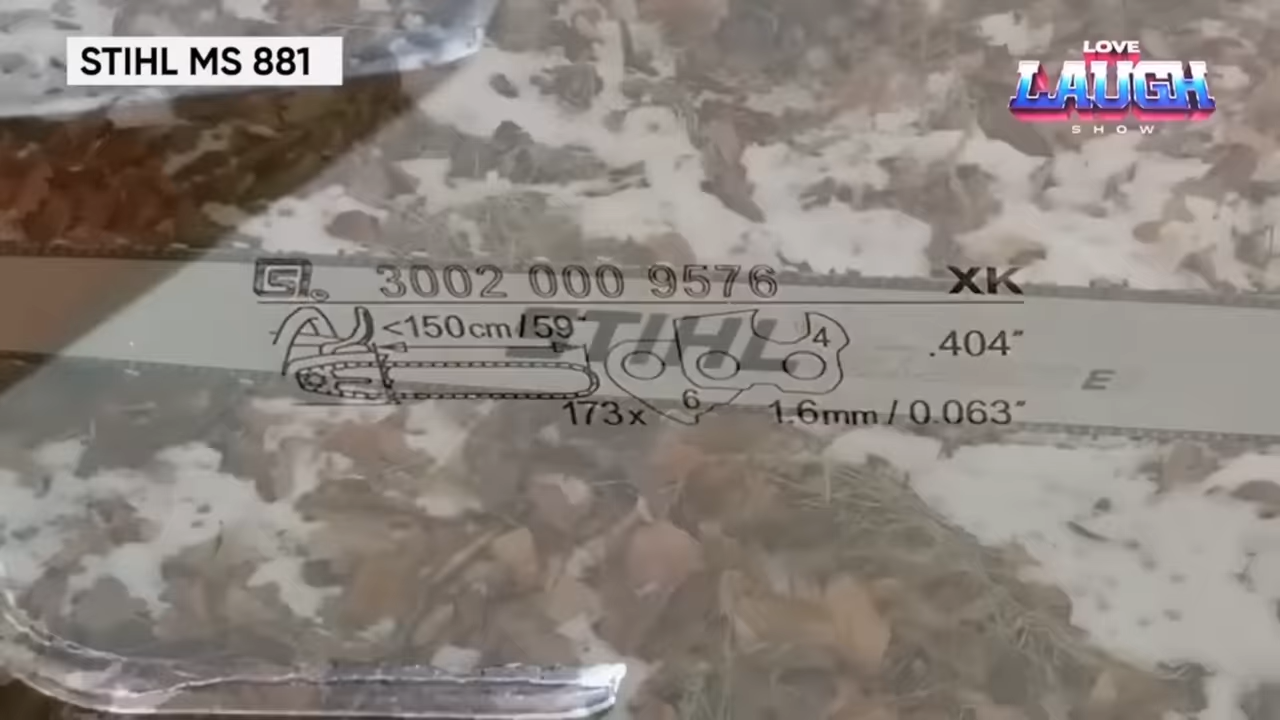 STIHL MS 881
LOVE
LAUGH
SHOW
3002 000 9576
XK
<150cm/59"
STIHL
4
.404"
E
173x
6
1.6mm/0.063"